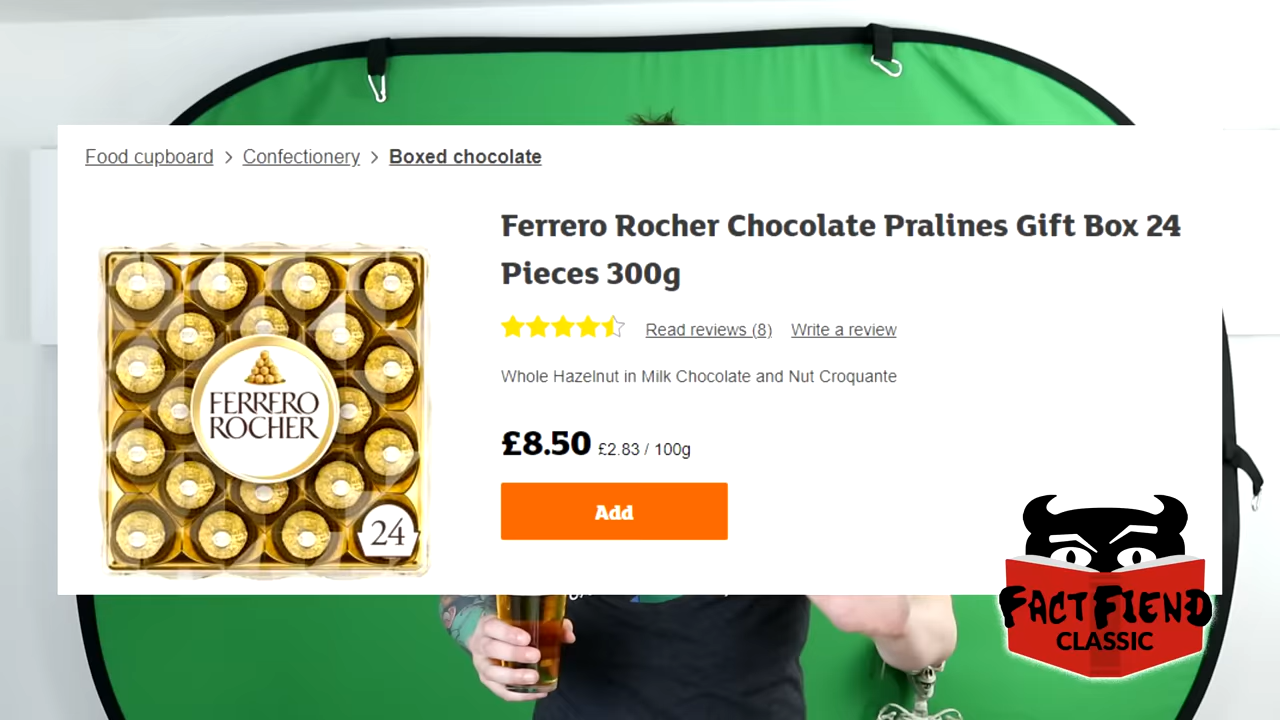 Food cupboard > Confectionery > Boxed chocolate
Ferrero Rocher Chocolate Pralines Gift Box 24
Pieces 300g
Read reviews (8) Write a review
Whole Hazelnut in Milk Chocolate and Nut Croquante
£8.50 £2.83 / 100g
Add
FERRERO
ROCHER
24
FACT FIEND
CLASSIC